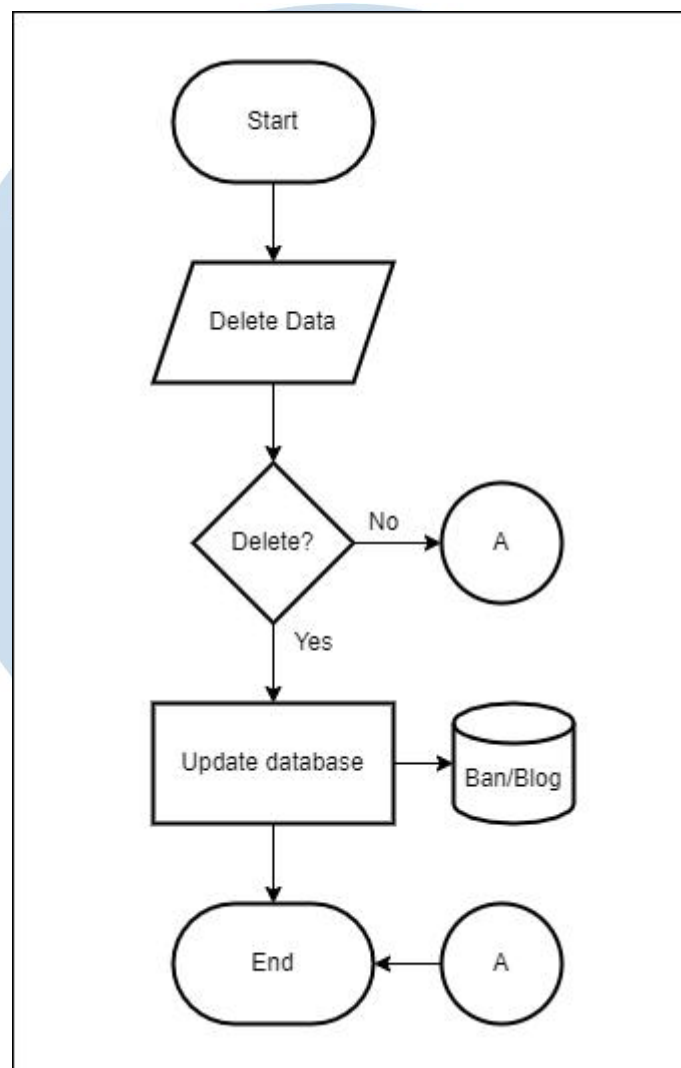 Start
Delete Data
Delete?
No
A
Yes
Update database
Ban/Blog
End
A